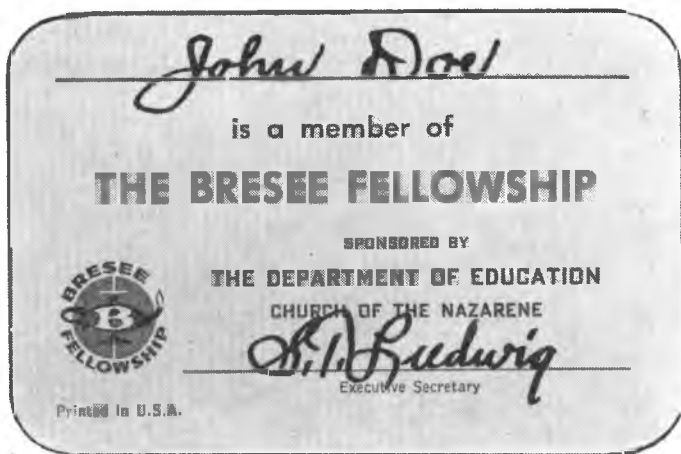 John Doe
is a member of
THE BRESEE FELLOWSHIP
SPONSORED BY
THE DEPARTMENT OF EDUCATION
CHURCH OF THE NAZARENE
BRESEE
B
FELLOWSHIP
S. T. Ludwig
Executive Secretary
Printed in U.S.A.